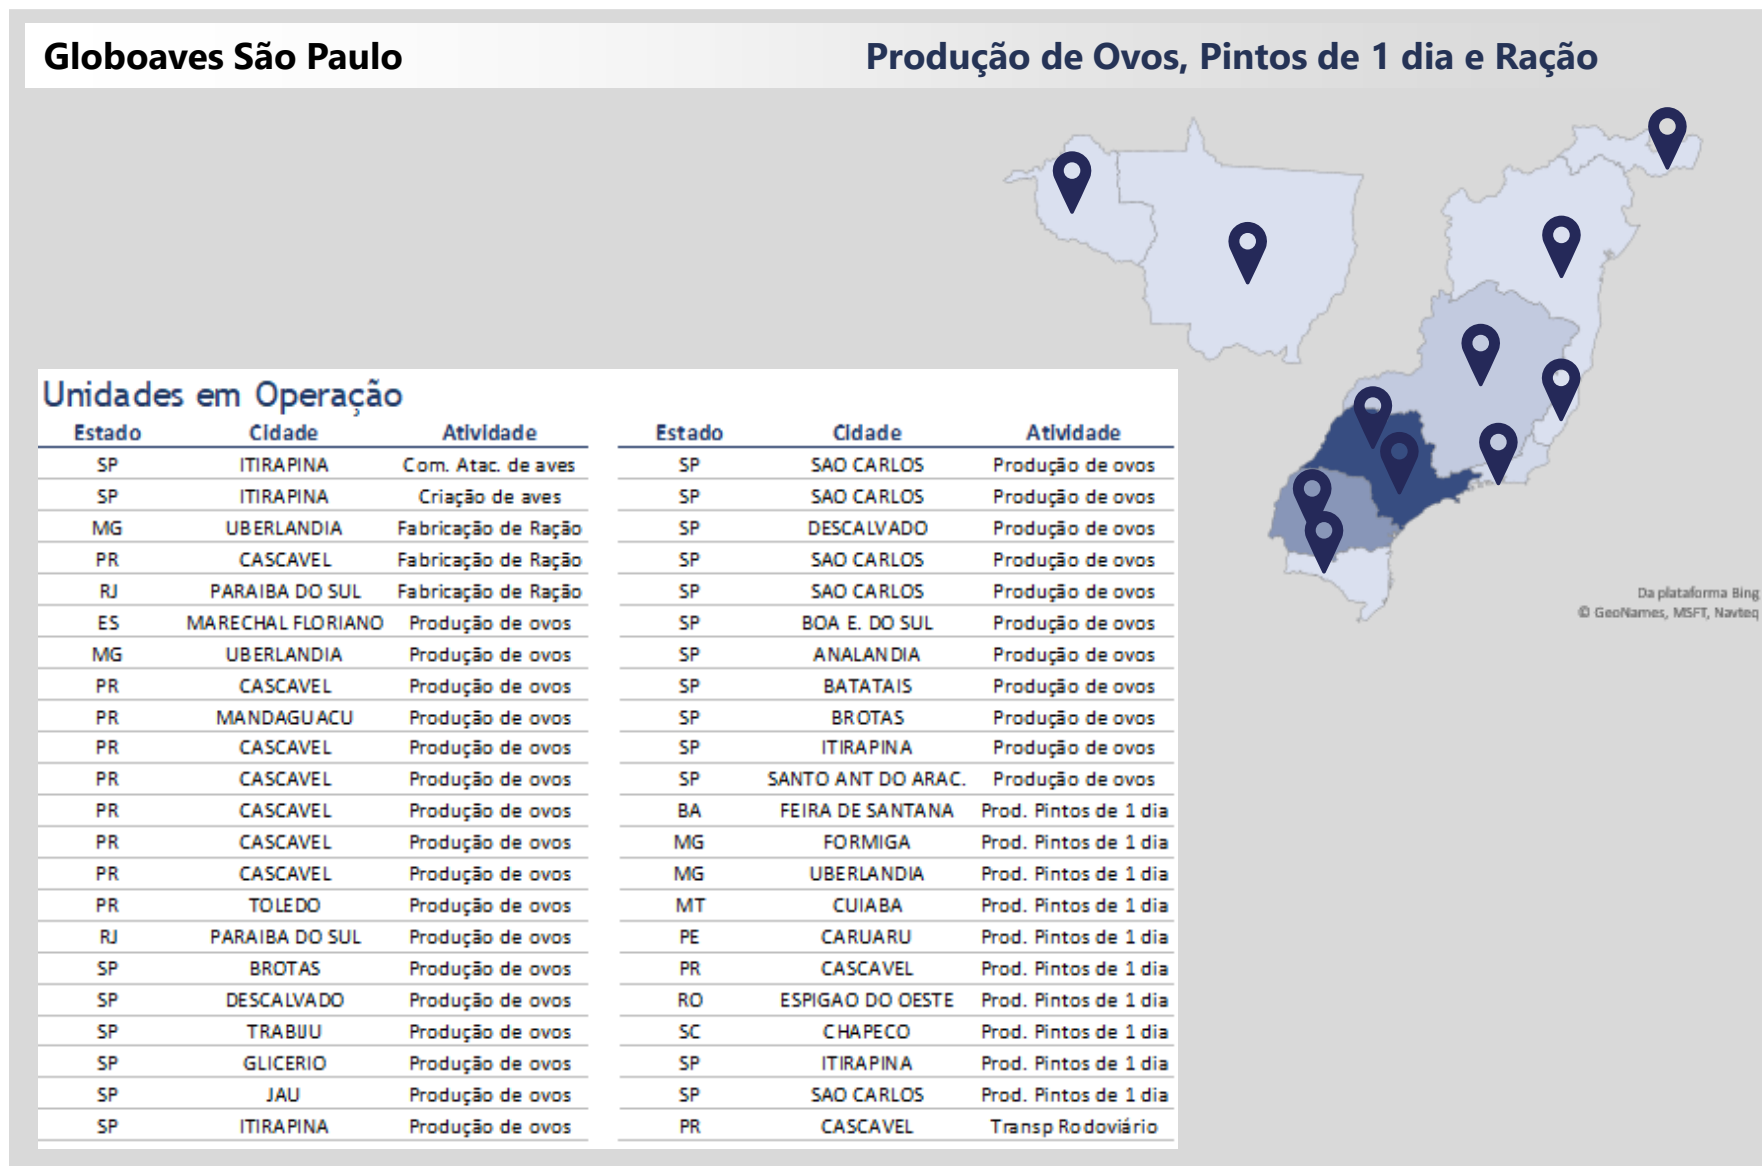 Globoaves São Paulo
Produção de Ovos, Pintos de 1 dia e Ração
Unidades em Operação
Estado Cidade Atividade
SP ITIRAPINA Com. Atac. de aves
SP ITIRAPINA Criação de aves
MG UBERLANDIA Fabricação de Ração
PR CASCAVEL Fabricação de Ração
RJ PARAIBA DO SUL Fabricação de Ração
ES MARECHAL FLORIANO Produção de ovos
MG UBERLANDIA Produção de ovos
PR CASCAVEL Produção de ovos
PR MANDAGUACU Produção de ovos
PR CASCAVEL Produção de ovos
PR CASCAVEL Produção de ovos
PR CASCAVEL Produção de ovos
PR CASCAVEL Produção de ovos
PR CASCAVEL Produção de ovos
PR TOLEDO Produção de ovos
RJ PARAIBA DO SUL Produção de ovos
SP BROTAS Produção de ovos
SP DESCALVADO Produção de ovos
SP TRABIJU Produção de ovos
SP GLICERIO Produção de ovos
SP JAU Produção de ovos
SP ITIRAPINA Produção de ovos
Estado Cidade Atividade
SP SAO CARLOS Produção de ovos
SP SAO CARLOS Produção de ovos
SP DESCALVADO Produção de ovos
SP SAO CARLOS Produção de ovos
SP SAO CARLOS Produção de ovos
SP BOA E. DO SUL Produção de ovos
SP ANALANDIA Produção de ovos
SP BATATAIS Produção de ovos
SP BROTAS Produção de ovos
SP ITIRAPINA Produção de ovos
SP SANTO ANT DO ARAC. Produção de ovos
BA FEIRA DE SANTANA Prod. Pintos de 1 dia
MG FORMIGA Prod. Pintos de 1 dia
MG UBERLANDIA Prod. Pintos de 1 dia
MT CUIABA Prod. Pintos de 1 dia
PE CARUARU Prod. Pintos de 1 dia
PR CASCAVEL Prod. Pintos de 1 dia
RO ESPIGAO DO OESTE Prod. Pintos de 1 dia
SC CHAPECO Prod. Pintos de 1 dia
SP ITIRAPINA Prod. Pintos de 1 dia
SP SAO CARLOS Prod. Pintos de 1 dia
PR CASCAVEL Transp Rodoviário
Da plataforma Bing
© GeoNames, MSFT, Navteq